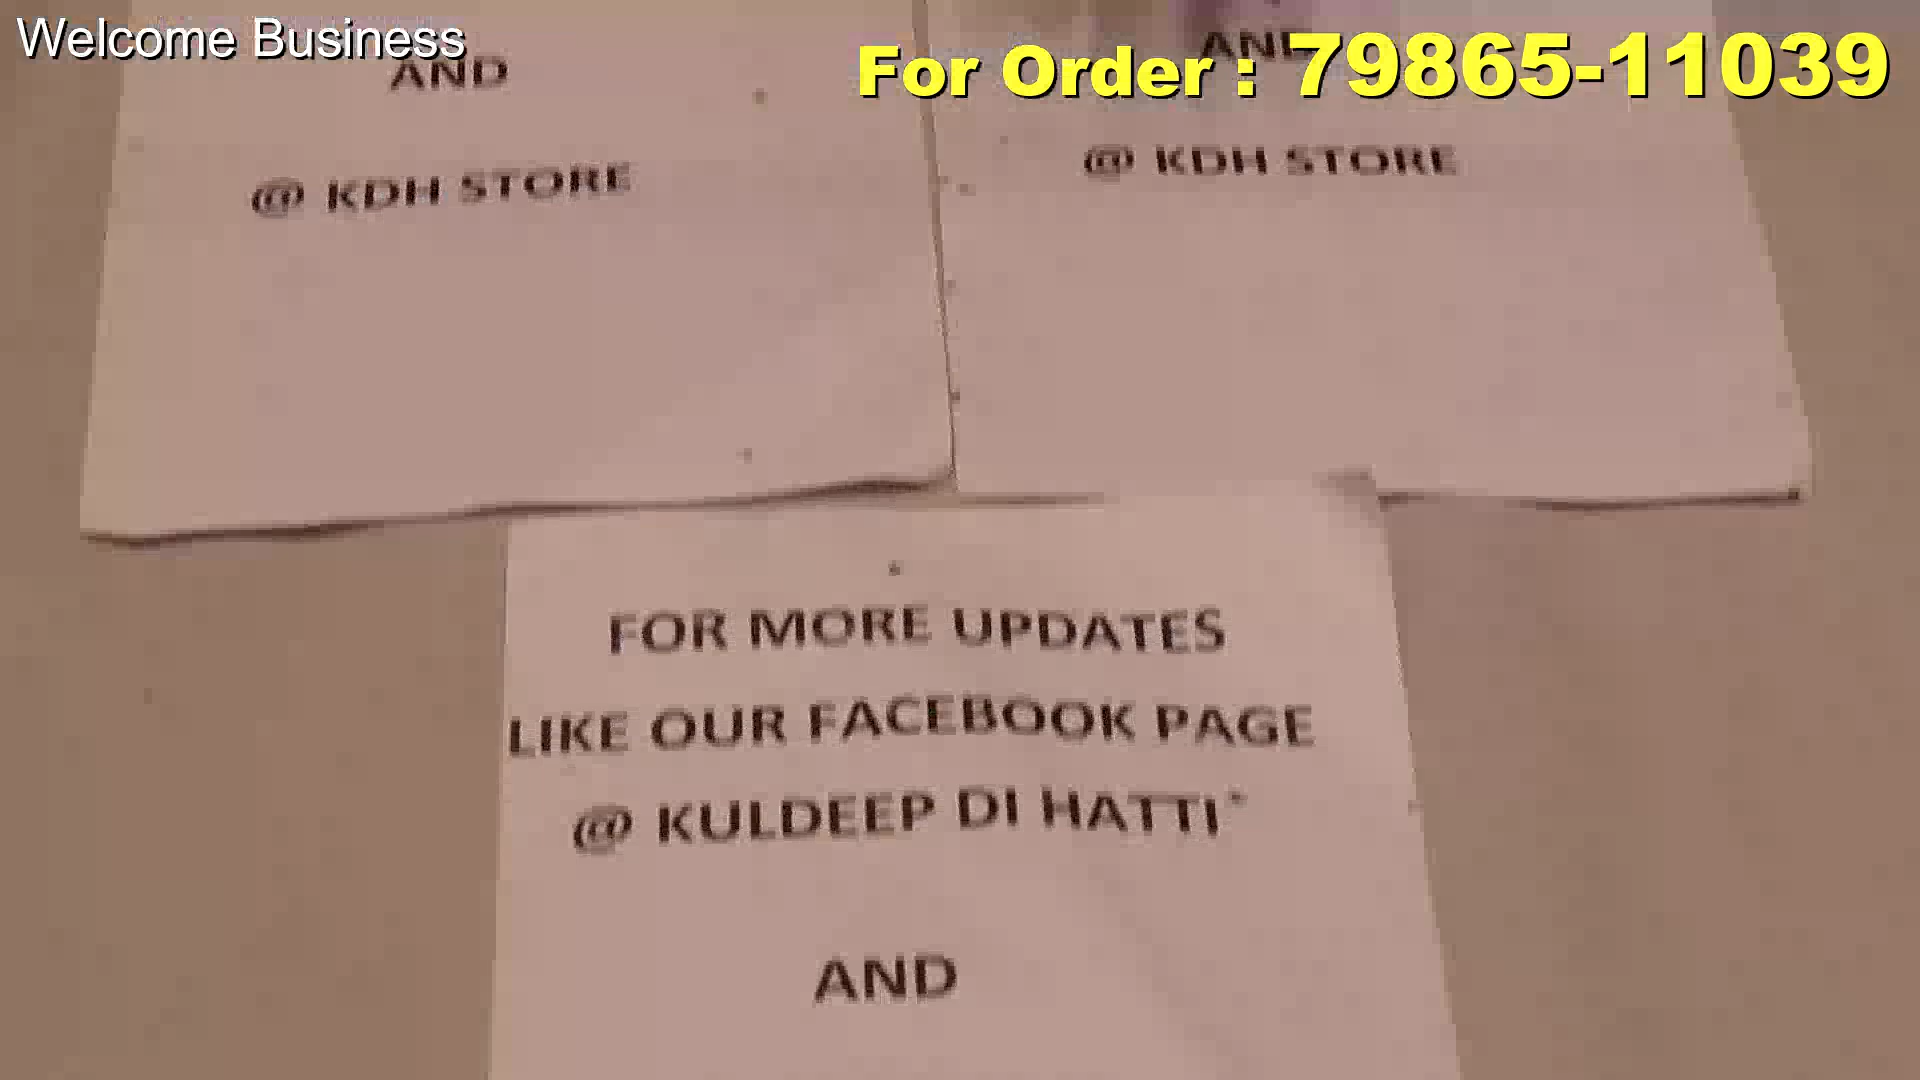 Welcome Business
For Order : 79865-11039
AND
@ KDH STORE
AND
@ KDH STORE
FOR MORE UPDATES
LIKE OUR FACEBOOK PAGE
@ KULDEEP DI HATTI
AND